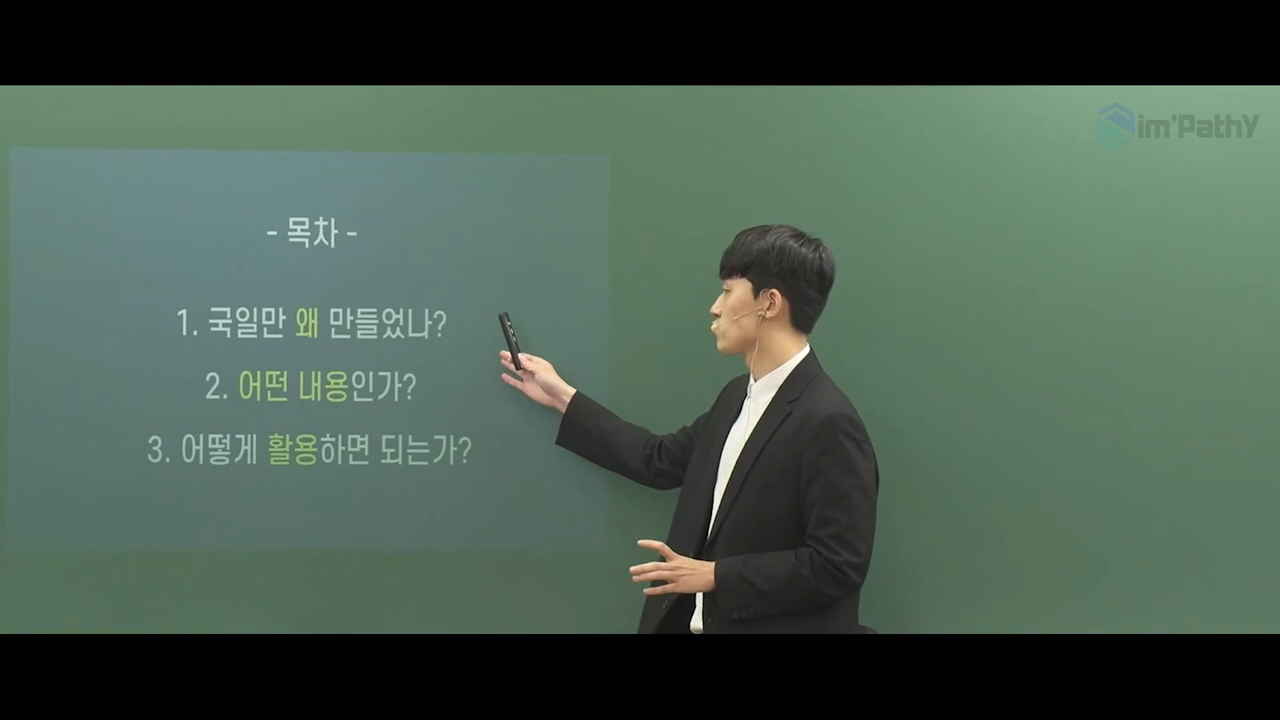 im'PathY
- 목차 -
1. 국일만 왜 만들었나?
2. 어떤 내용인가?
3. 어떻게 활용하면 되는가?